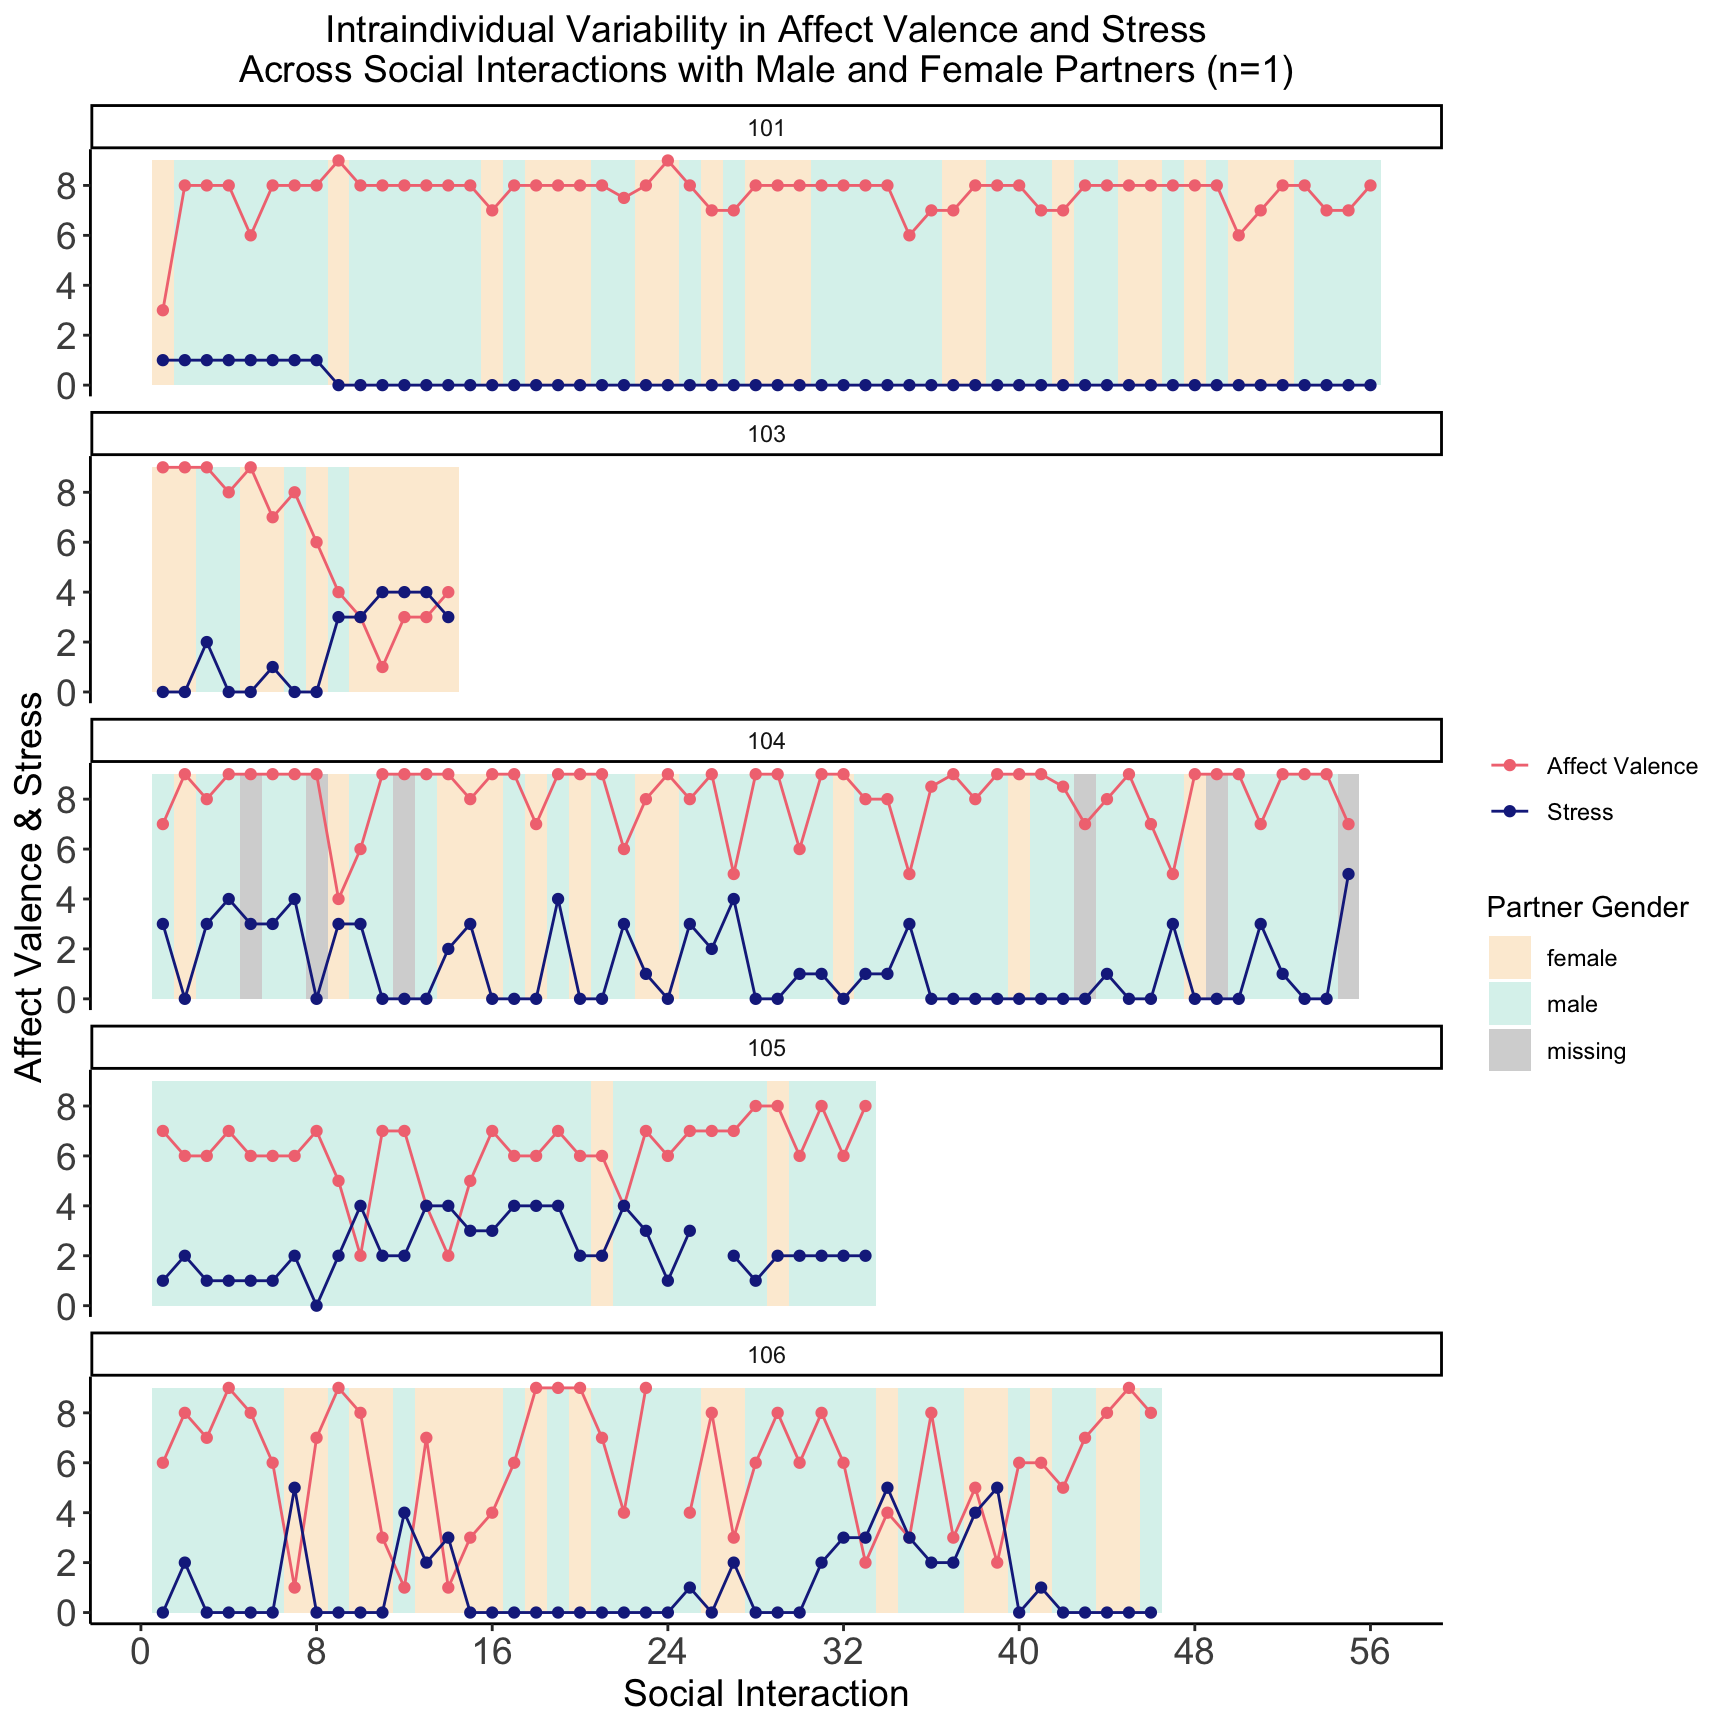 Intraindividual Variability in Affect Valence and Stress
Across Social Interactions with Male and Female Partners (n=1)
101
8
6
4
2
0
103
8
6
4
2
0
104
8
6
4
2
0
105
8
6
4
2
0
106
8
6
4
2
0
0 8 16 24 32 40 48 56
Social Interaction
Affect Valence & Stress
Affect Valence
Stress
Partner Gender
female
male
missing